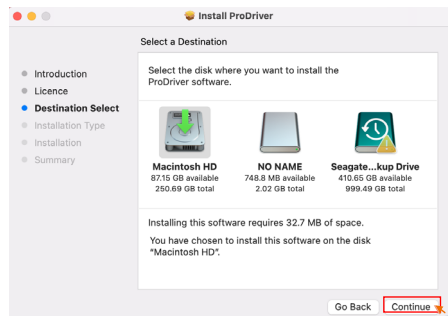 Install ProDriver
Select a Destination
Introduction
Licence
Destination Select
Installation Type
Installation
Summary
Select the disk where you want to install the
ProDriver software.
Macintosh HD
87.15 GB available
250.69 GB total
NO NAME
748.8 MB available
2.02 GB total
Seagate...kup Drive
410.65 GB available
999.49 GB total
Installing this software requires 32.7 MB of space.
You have chosen to install this software on the disk
“Macintosh HD”.
Go Back
Continue